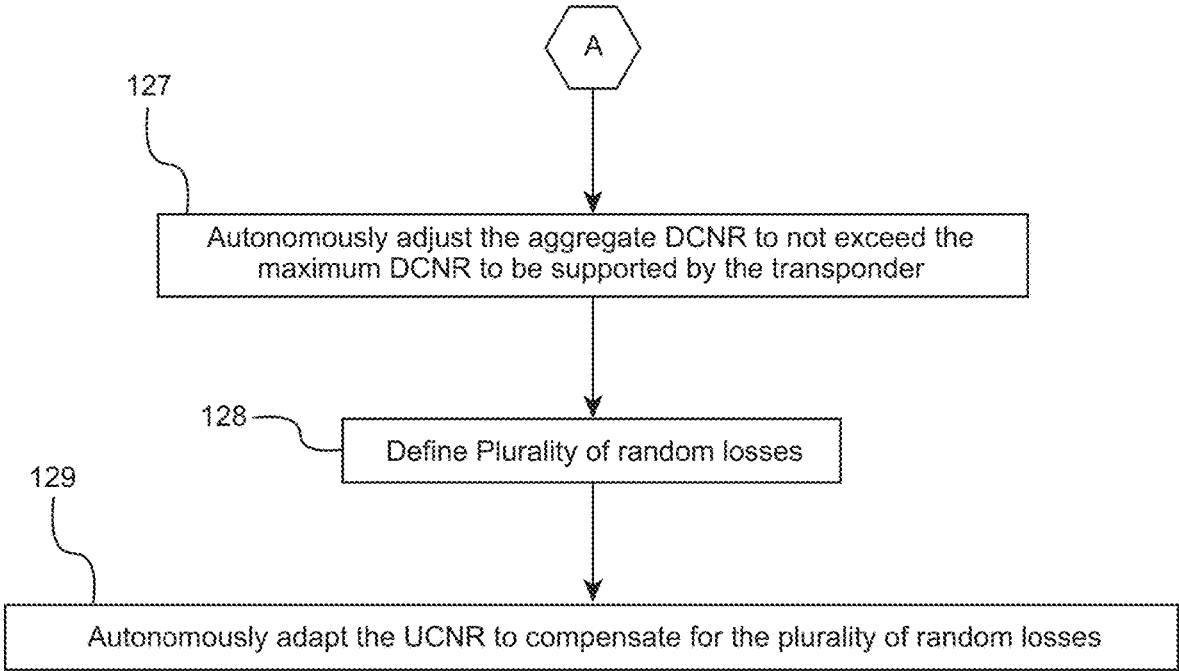 A
127
Autonomously adjust the aggregate DCNR to not exceed the
maximum DCNR to be supported by the transponder
128
Define Plurality of random losses
129
Autonomously adapt the UCNR to compensate for the plurality of random losses